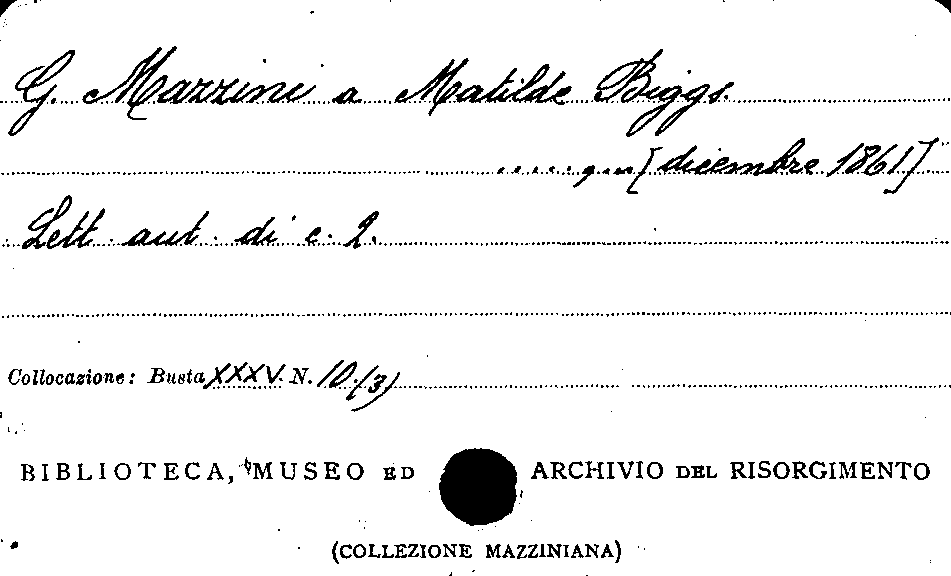 G. Mazzini a Matilde Biggs.
......, ... [dicembre 1861]
Lett. aut. di c. 2.
Collocazione: Busta XXXV. N. 10.(3)
BIBLIOTECA, MUSEO ED ARCHIVIO DEL RISORGIMENTO
(COLLEZIONE MAZZINIANA)